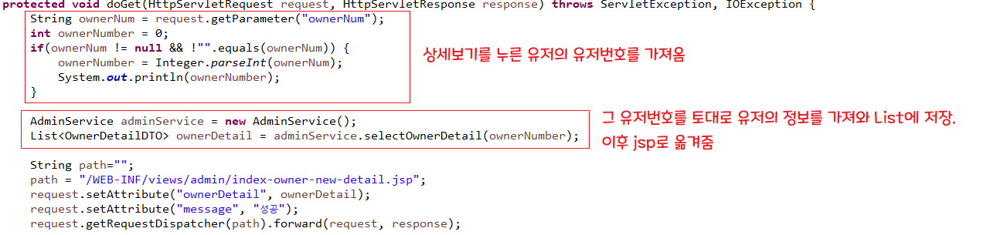 protected void doGet(HttpServletRequest request, HttpServletResponse response) throws ServletException, IOException {
String ownerNum = request.getParameter("ownerNum");
int ownerNumber = 0;
if(ownerNum != null && !"".equals(ownerNum)) {
ownerNumber = Integer.parseInt(ownerNum);
System.out.println(ownerNumber);
}
상세보기를 누른 유저의 유저번호를 가져옴
AdminService adminService = new AdminService();
List<OwnerDetailDTO> ownerDetail = adminService.selectOwnerDetail(ownerNumber);
그 유저번호를 토대로 유저의 정보를 가져와 List에 저장.
이후 jsp로 옮겨줌
String path="";
path = "/WEB-INF/views/admin/index-owner-new-detail.jsp";
request.setAttribute("ownerDetail", ownerDetail);
request.setAttribute("message", "성공");
request.getRequestDispatcher(path).forward(request, response);